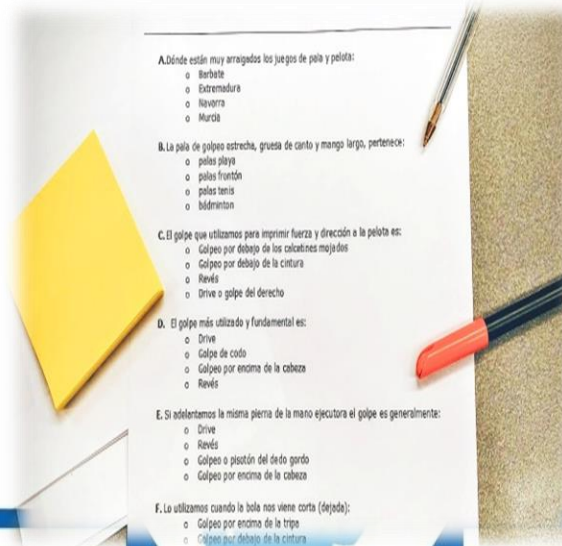 A.Dónde están muy arraigados los juegos de pala y pelota:
o Barbate
o Extremadura
o Navarra
o Murcia
B. La pala de golpeo estrecha, gruesa de canto y mango largo, pertenece:
o palas playa
o palas frontón
o palas tenis
o bádminton
C. El golpe que utilizamos para imprimir fuerza y dirección a la pelota es:
o Golpeo por debajo de los calcetines mojados
o Golpeo por debajo de la cintura
o Revés
o Drive o golpe del derecho
D. El golpe más utilizado y fundamental es:
o Drive
o Golpe de codo
o Golpeo por encima de la cabeza
o Revés
E. Si adelantamos la misma pierna de la mano ejecutora el golpe es generalmente:
o Drive
o Revés
o Golpeo o pisotón del dedo gordo
o Golpeo por encima de la cabeza
F. Lo utilizamos cuando la bola nos viene corta (dejada):
o Golpeo por encima de la tripa
o Golpeo por debajo de la cintura